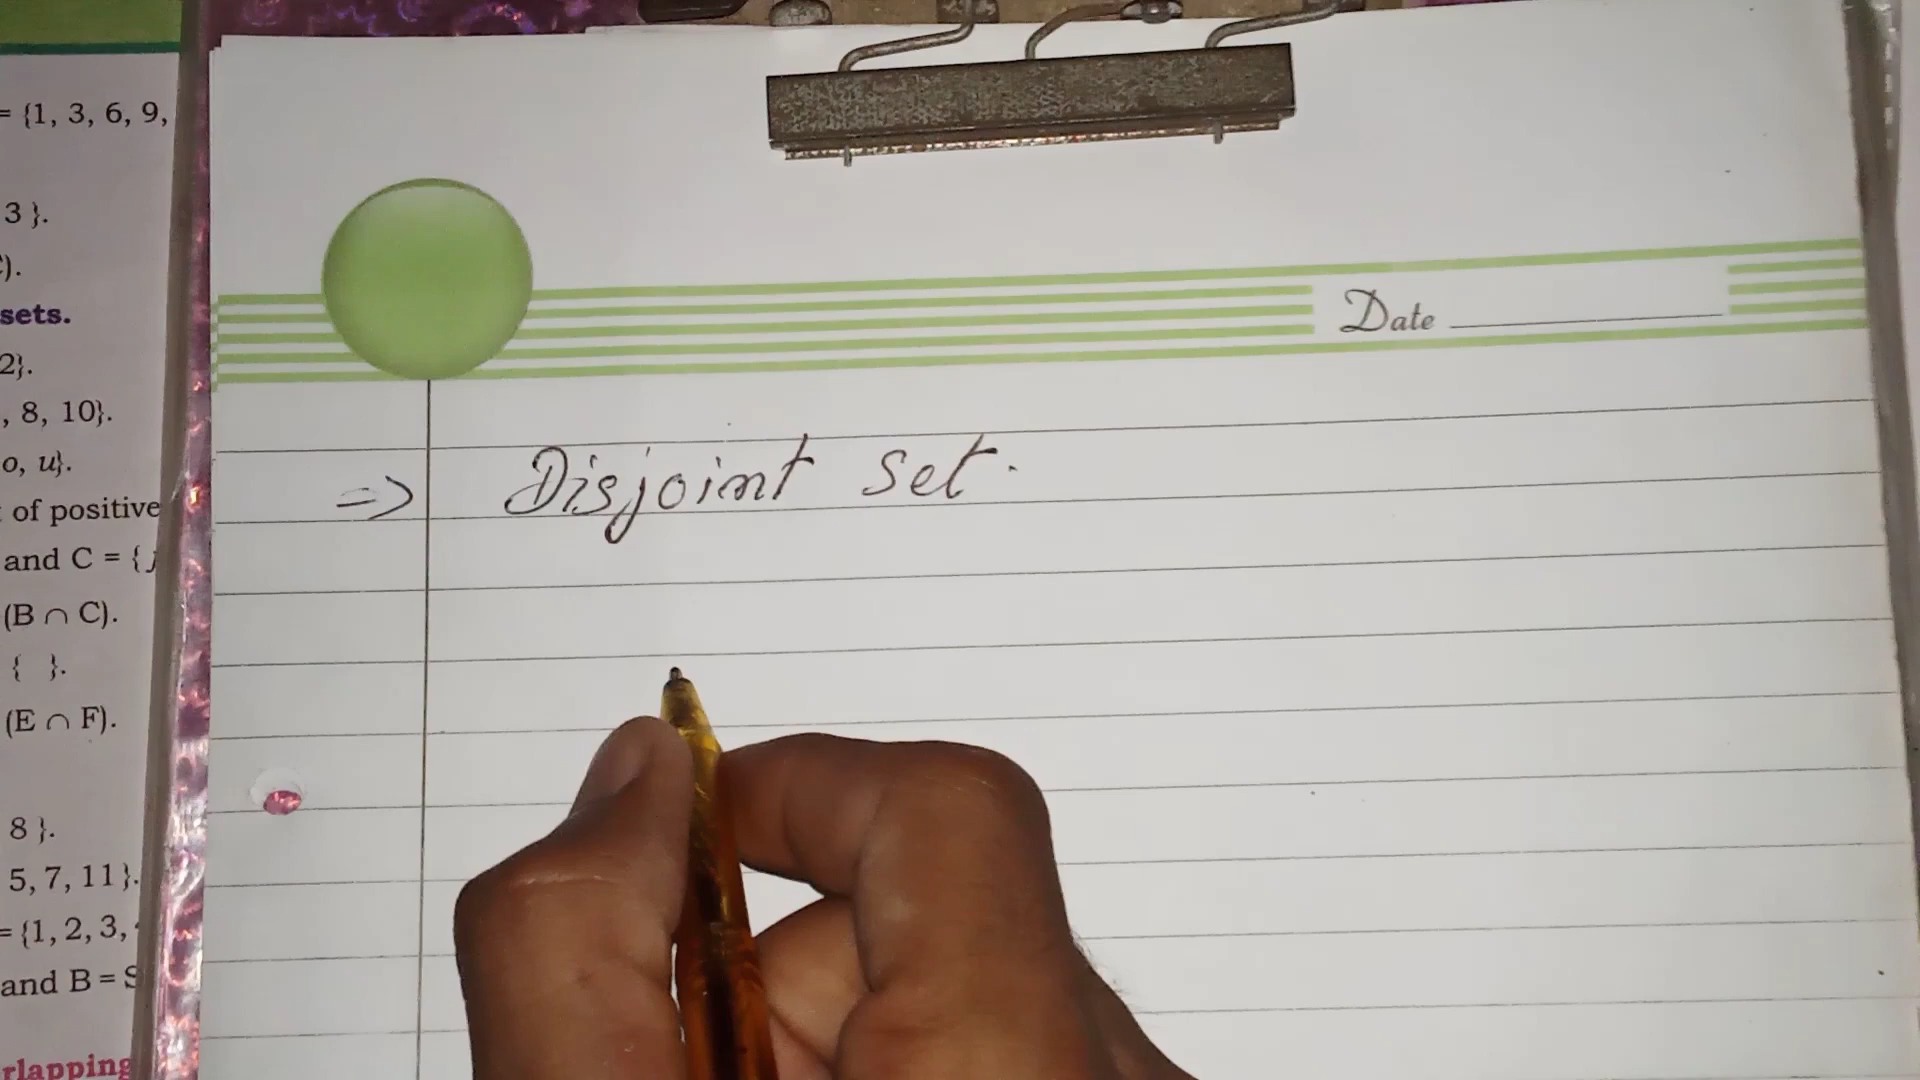 = {1, 3, 6, 9,
3 }.
).
sets.
2}.
, 8, 10}.
o, u}.
of positive
and C = {
(B ∩ C).
{ }.
(E ∩ F).
8 }.
5, 7, 11}.
= {1, 2, 3,
and B = S
rlapping
Date
=> Disjoint Set.